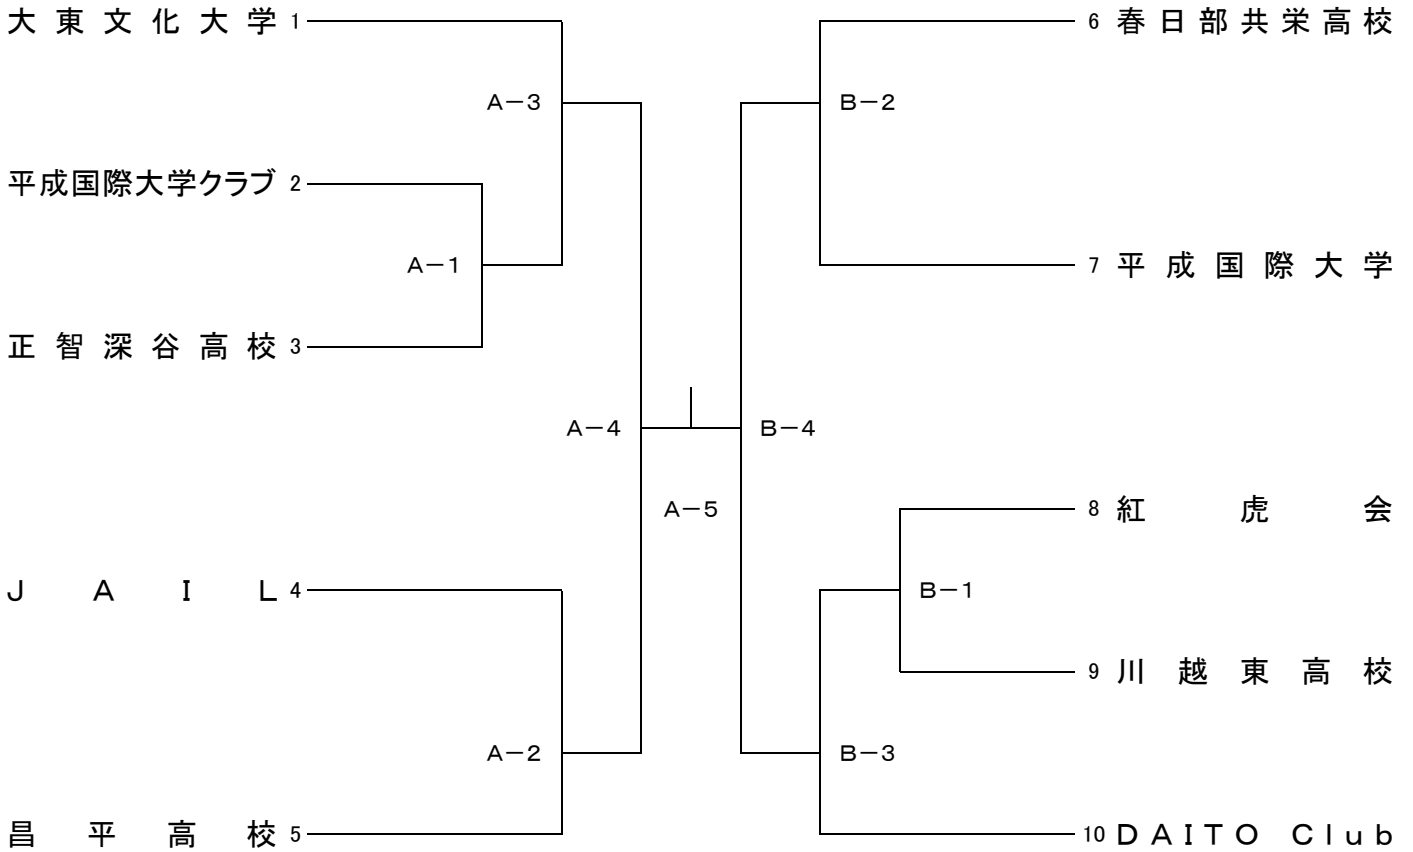 大東文化大学 1
A－3
平成国際大学クラブ 2
A－1
正智深谷高校 3
A－4
JAIL 4
A－2
昌平高校 5
A－5
6 春日部共栄高校
B－2
7 平成国際大学
B－4
8 紅虎会
B－1
9 川越東高校
B－3
10 DAITO Club